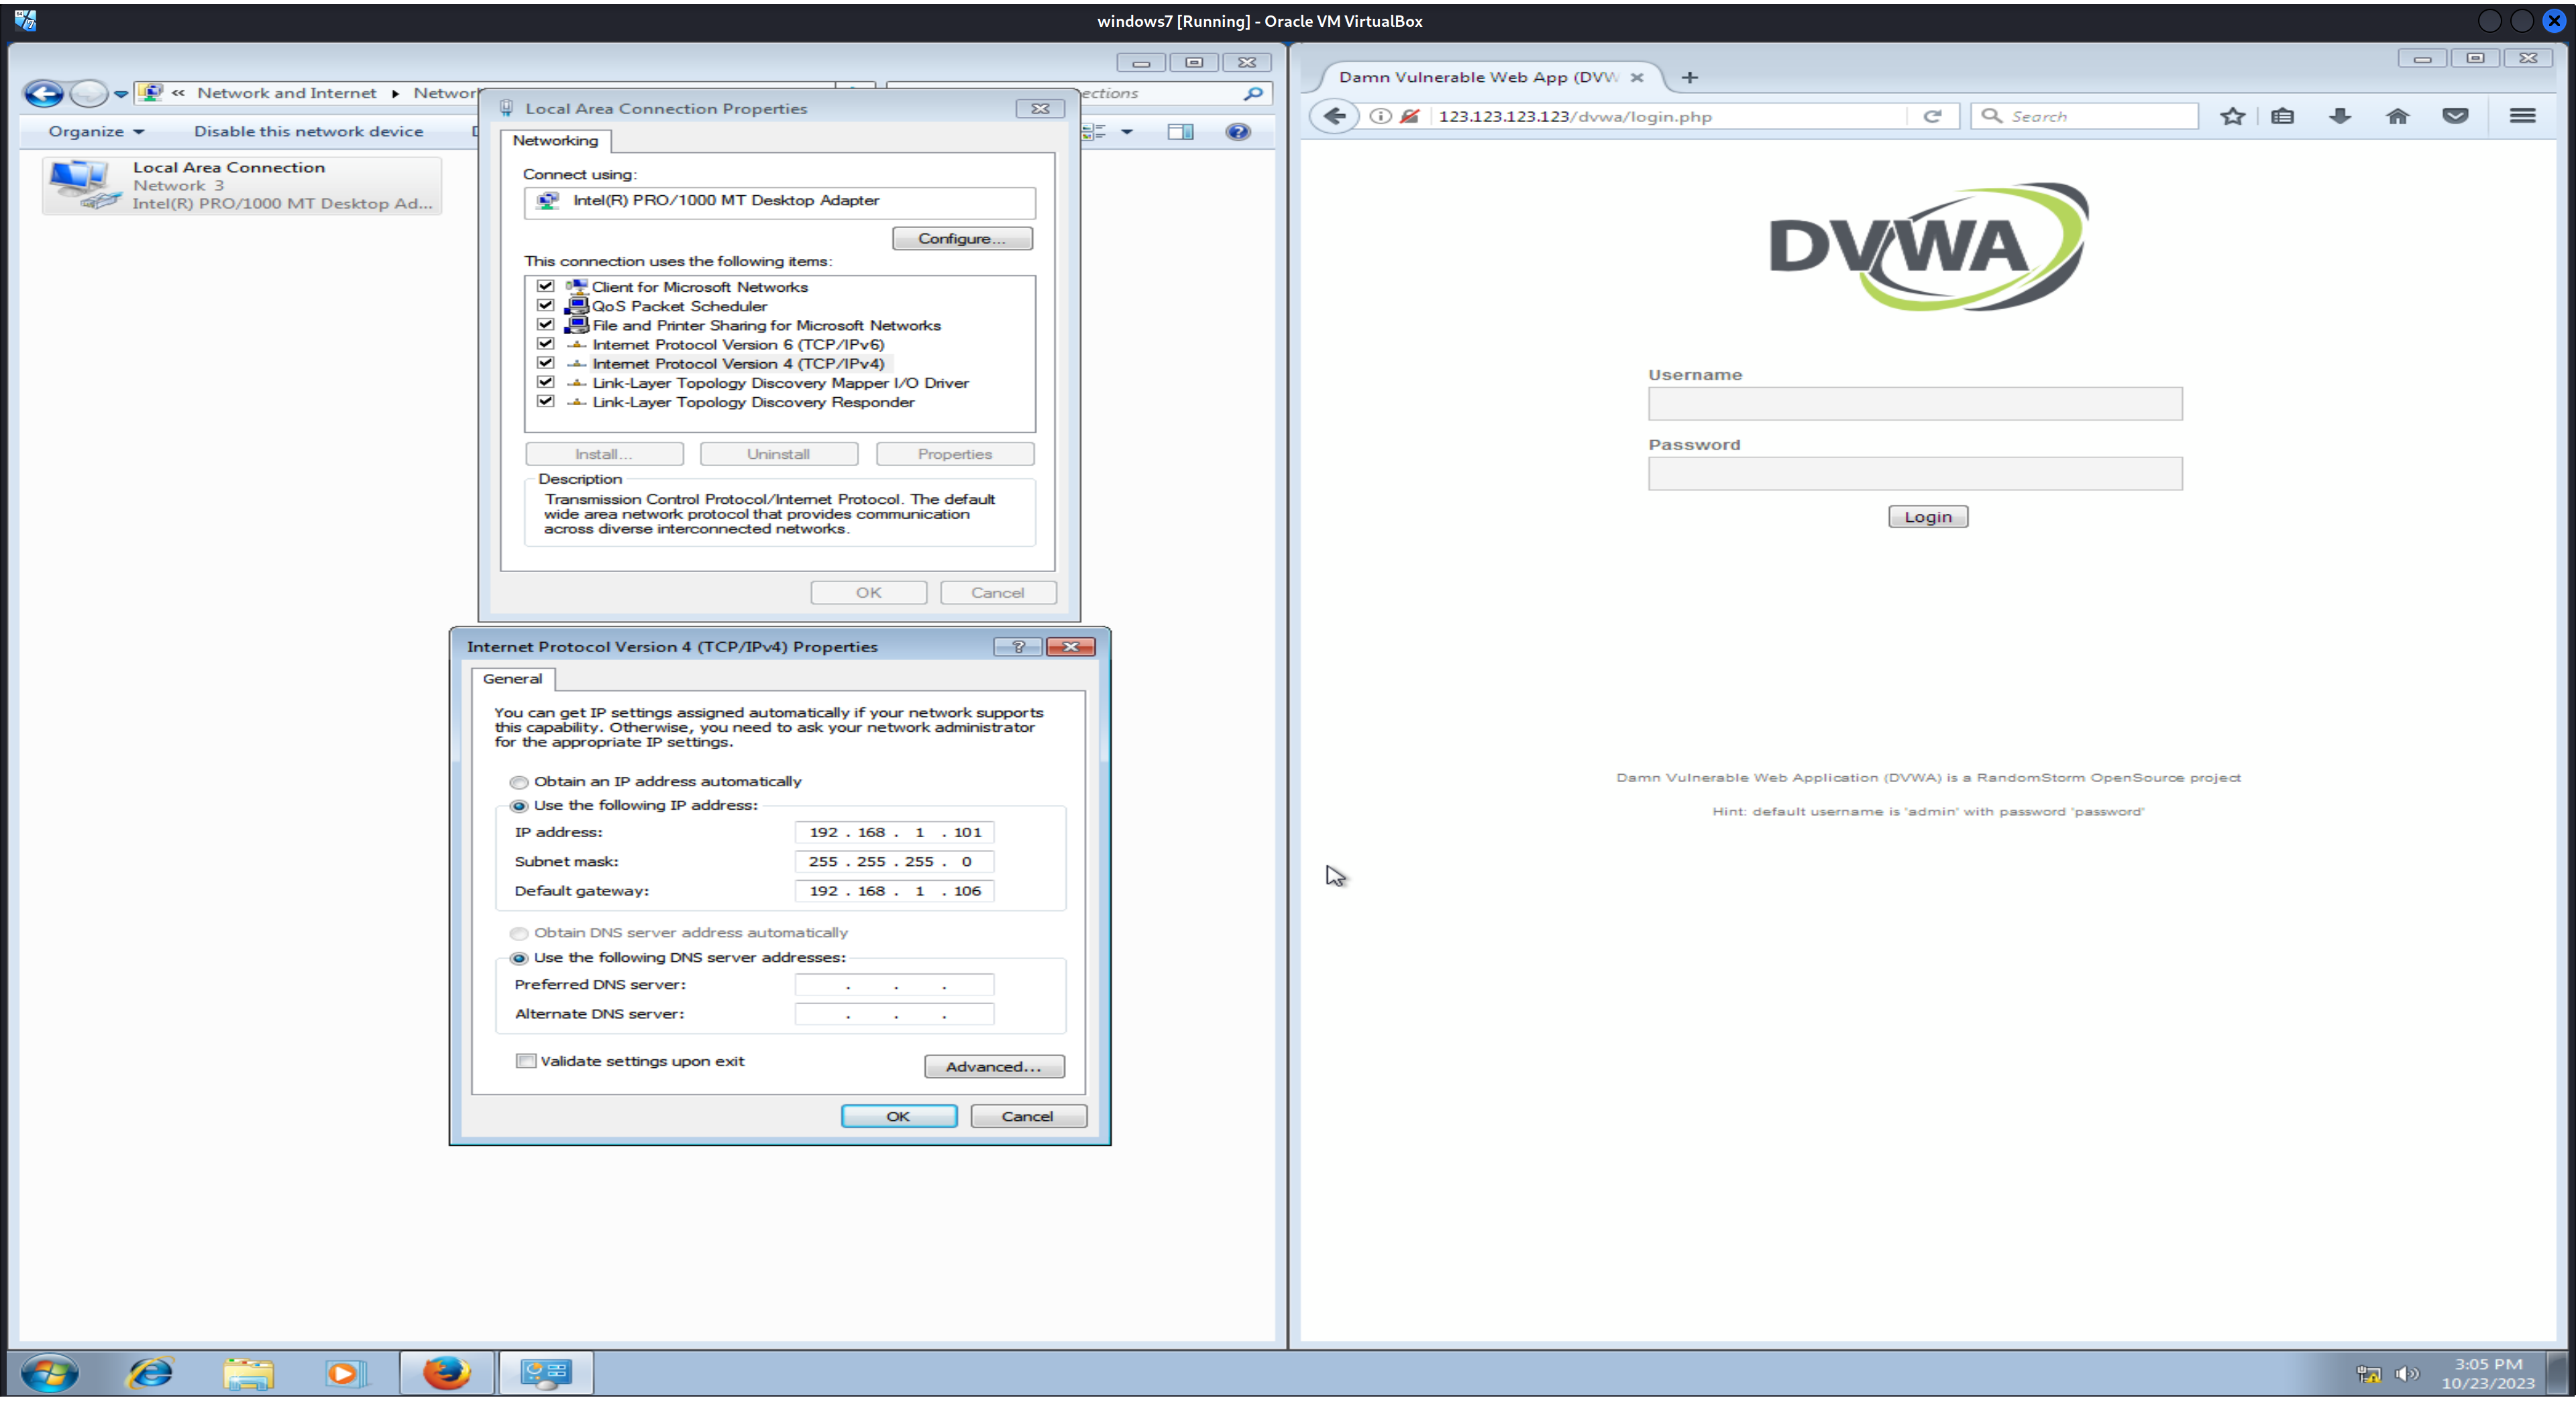 windows7 [Running] - Oracle VM VirtualBox
« Network and Internet
Organize
Disable this network device
Local Area Connection
Network 3
Intel(R) PRO/1000 MT Desktop Ad...
Local Area Connection Properties
Networking
Connect using:
Intel(R) PRO/1000 MT Desktop Adapter
Configure...
This connection uses the following items:
Client for Microsoft Networks
QoS Packet Scheduler
File and Printer Sharing for Microsoft Networks
Internet Protocol Version 6 (TCP/IPv6)
Internet Protocol Version 4 (TCP/IPv4)
Link-Layer Topology Discovery Mapper I/O Driver
Link-Layer Topology Discovery Responder
Install...
Uninstall
Properties
Description
Transmission Control Protocol/Internet Protocol. The default
wide area network protocol that provides communication
across diverse interconnected networks.
OK
Cancel
Internet Protocol Version 4 (TCP/IPv4) Properties
General
You can get IP settings assigned automatically if your network supports
this capability. Otherwise, you need to ask your network administrator
for the appropriate IP settings.
Obtain an IP address automatically
Use the following IP address:
IP address: 192 . 168 . 1 . 101
Subnet mask: 255 . 255 . 255 . 0
Default gateway: 192 . 168 . 1 . 106
Obtain DNS server address automatically
Use the following DNS server addresses:
Preferred DNS server: . . .
Alternate DNS server: . . .
Validate settings upon exit
Advanced...
OK
Cancel
Damn Vulnerable Web App (DVW
123.123.123.123/dvwa/login.php
Search
DVWA
Username
Password
Login
Damn Vulnerable Web Application (DVWA) is a RandomStorm OpenSource project
Hint: default username is 'admin' with password 'password'
3:05 PM
10/23/2023